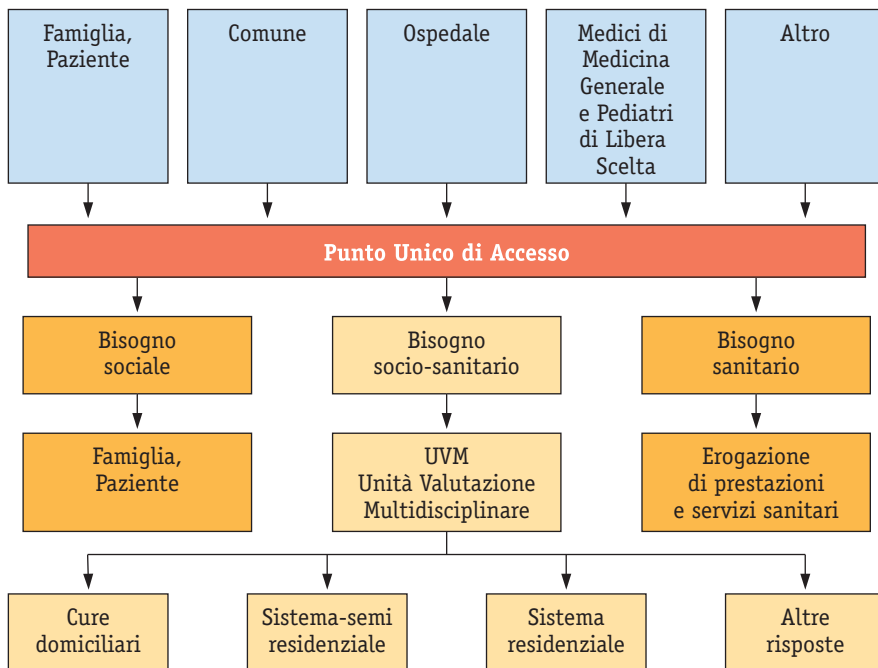 Famiglia,
Paziente
Comune
Ospedale
Medici di
Medicina
Generale
e Pediatri
di Libera
Scelta
Altro
Punto Unico di Accesso
Bisogno
sociale
Bisogno
socio-sanitario
Bisogno
sanitario
Famiglia,
Paziente
UVM
Unità Valutazione
Multidisciplinare
Erogazione
di prestazioni
e servizi sanitari
Cure
domiciliari
Sistema-semi
residenziale
Sistema
residenziale
Altre
risposte